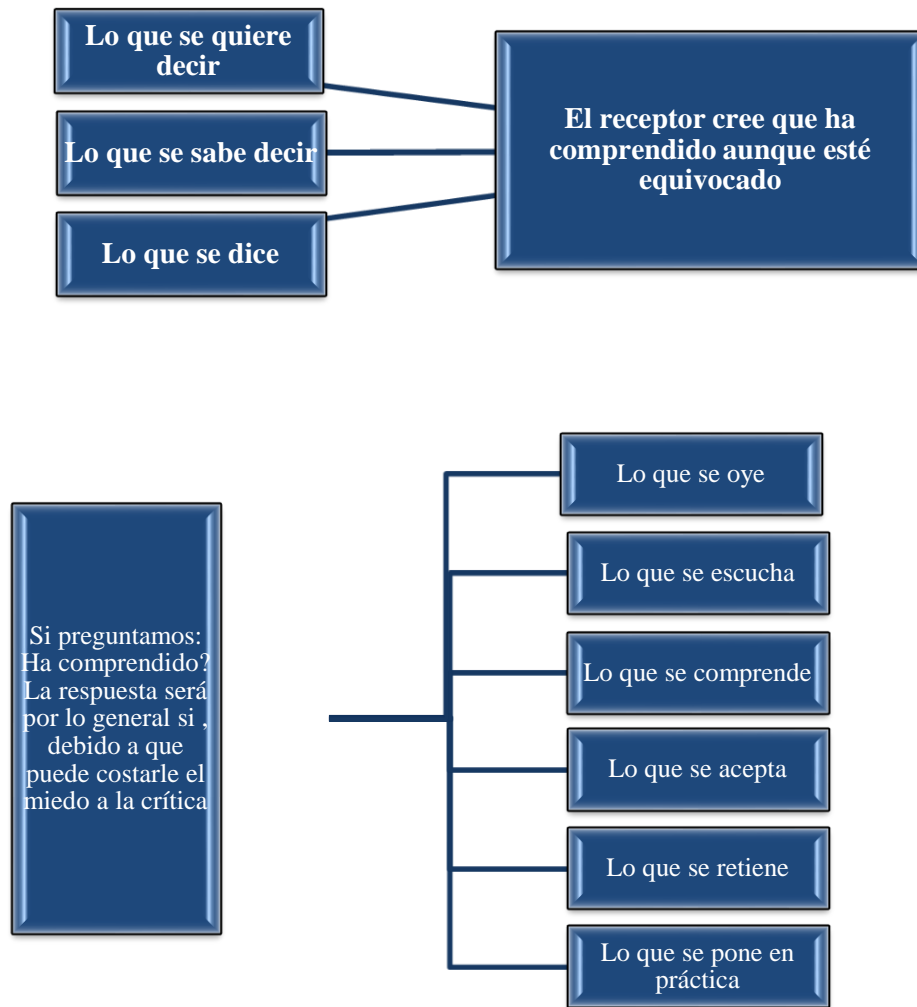 Lo que se quiere
decir
Lo que se sabe decir
Lo que se dice
El receptor cree que ha
comprendido aunque esté
equivocado
Si preguntamos:
Ha comprendido?
La respuesta será
por lo general si ,
debido a que
puede costarle el
miedo a la crítica
Lo que se oye
Lo que se escucha
Lo que se comprende
Lo que se acepta
Lo que se retiene
Lo que se pone en
práctica